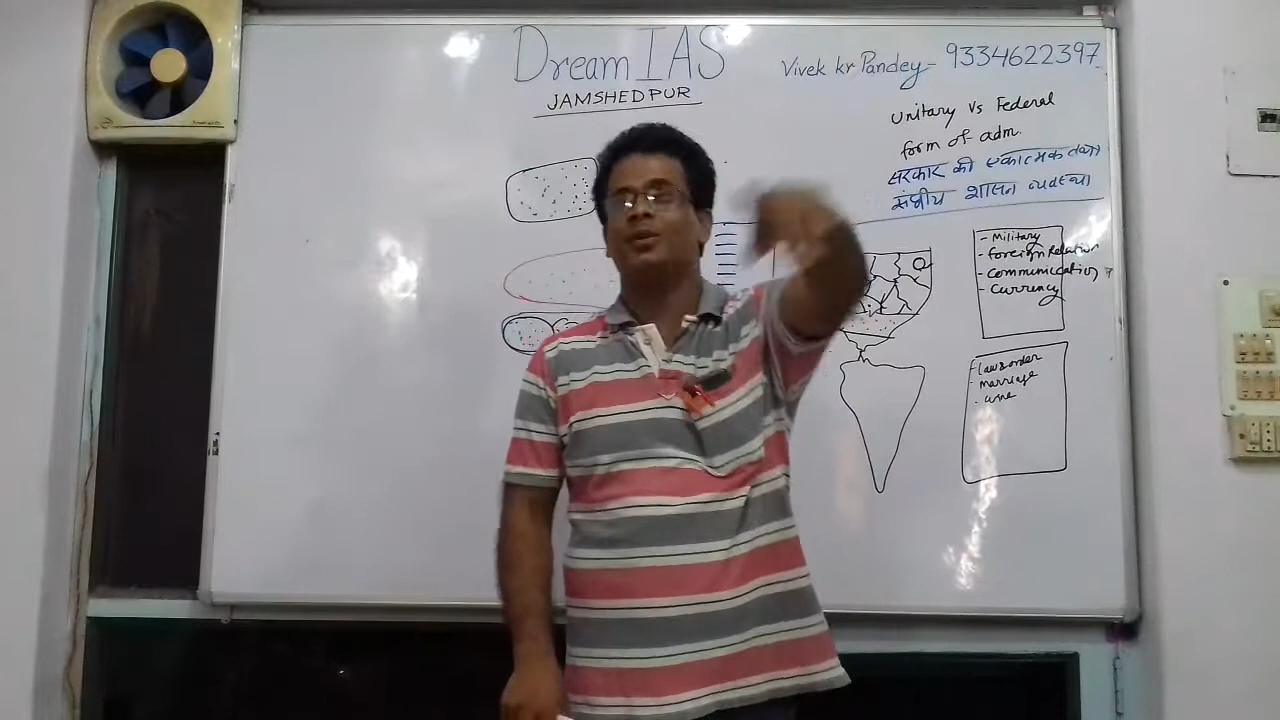 Dream IAS
JAMSHEDPUR
Vivek kr Pandey - 9334622397
Unitary Vs Federal
form of adm.
सरकार की एकात्मक तथा
संघीय शासन व्यवस्था
- Military
- foreign Relation
- Communication
- Currency
- Law & order
- marriage